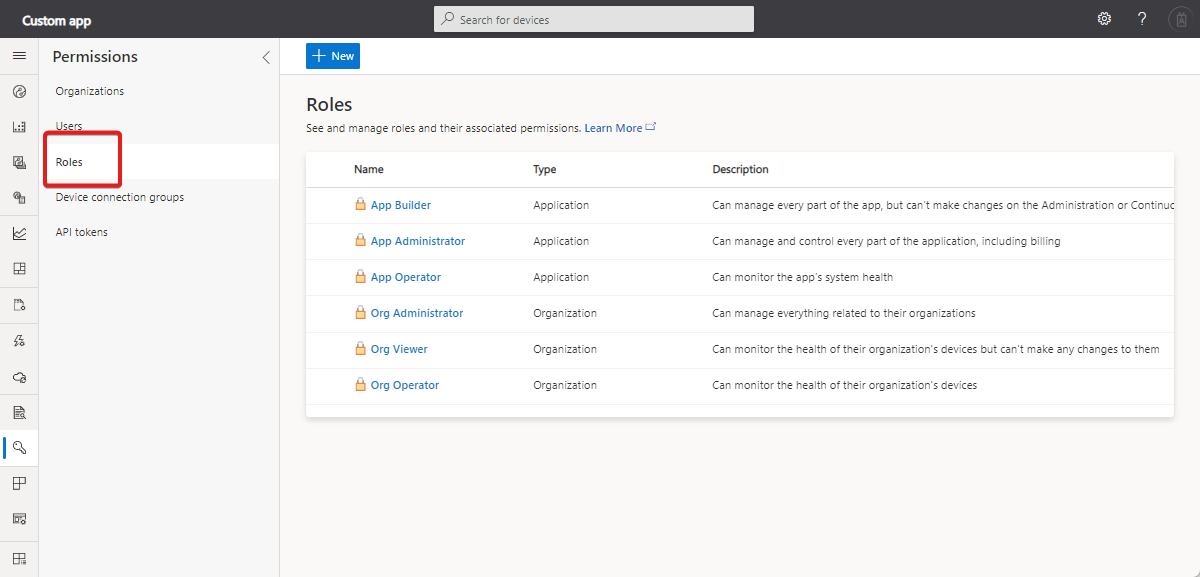 Custom app
Search for devices
?
Permissions
Organizations
Users
Roles
Device connection groups
API tokens
+ New
Roles
See and manage roles and their associated permissions. Learn More
Name Type Description
App Builder Application Can manage every part of the app, but can't make changes on the Administration or Continuc
App Administrator Application Can manage and control every part of the application, including billing
App Operator Application Can monitor the app's system health
Org Administrator Organization Can manage everything related to their organizations
Org Viewer Organization Can monitor the health of their organization's devices but can't make any changes to them
Org Operator Organization Can monitor the health of their organization's devices